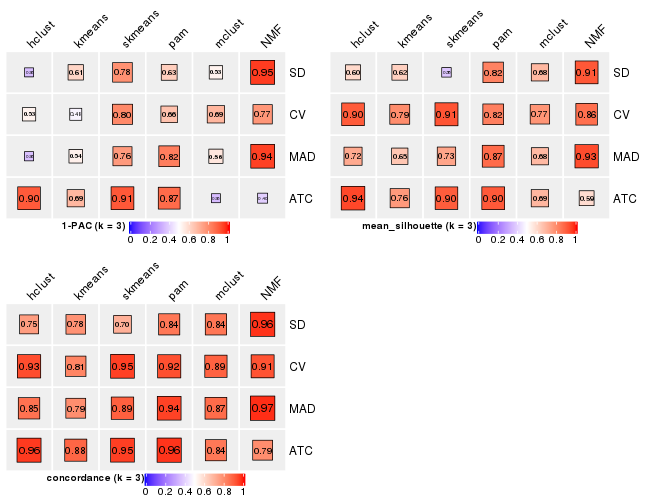 hclust kmeans skmeans pam mclust NMF
0.61 0.78 0.63 0.53 0.95 SD
0.53 0.80 0.66 0.69 0.77 CV
0.54 0.76 0.82 0.56 0.94 MAD
0.90 0.69 0.91 0.87 ATC
1-PAC (k = 3)
0 0.2 0.4 0.6 0.8 1
hclust kmeans skmeans pam mclust NMF
0.60 0.62 0.82 0.68 0.91 SD
0.90 0.79 0.91 0.82 0.77 0.86 CV
0.72 0.65 0.73 0.87 0.68 0.93 MAD
0.94 0.76 0.90 0.90 0.69 0.59 ATC
mean_silhouette (k = 3)
0 0.2 0.4 0.6 0.8 1
hclust kmeans skmeans pam mclust NMF
0.75 0.78 0.70 0.84 0.84 0.96 SD
0.93 0.81 0.95 0.92 0.89 0.91 CV
0.85 0.79 0.89 0.94 0.87 0.97 MAD
0.96 0.88 0.95 0.96 0.84 0.79 ATC
concordance (k = 3)
0 0.2 0.4 0.6 0.8 1